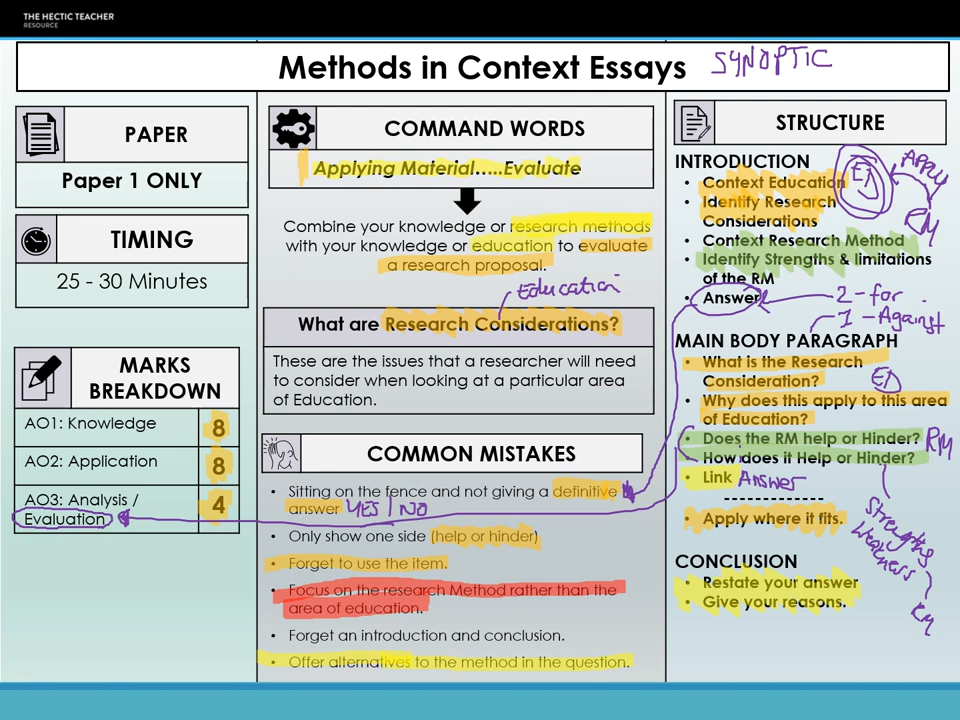 THE HECTIC TEACHER
RESOURCE
Methods in Context Essays
SYNOPTIC
PAPER
Paper 1 ONLY
TIMING
25 - 30 Minutes
MARKS
BREAKDOWN
AO1: Knowledge 8
AO2: Application 8
AO3: Analysis / 4
Evaluation
COMMAND WORDS
Applying Material…..Evaluate
Combine your knowledge or research methods
with your knowledge or education to evaluate
a research proposal.
Education
What are Research Considerations?
These are the issues that a researcher will need
to consider when looking at a particular area
of Education.
COMMON MISTAKES
• Sitting on the fence and not giving a definitive
answer YES | NO
• Only show one side (help or hinder)
• Forget to use the item.
• Focus on the research Method rather than the
area of education.
• Forget an introduction and conclusion.
• Offer alternatives to the method in the question.
STRUCTURE
INTRODUCTION
• Context Education
ED
APPLY
RM
• Identify Research
Considerations
• Context Research Method
• Identify Strengths & limitations
of the RM
• Answer
2 - for
1 - Against
MAIN BODY PARAGRAPH
• What is the Research
Consideration?
ED
• Why does this apply to this area
of Education?
• Does the RM help or Hinder? RM
• How does it Help or Hinder?
• Link Answer
-------------
• Apply where it fits.
Strengths
Weakness
RM
CONCLUSION
• Restate your answer
• Give your reasons.